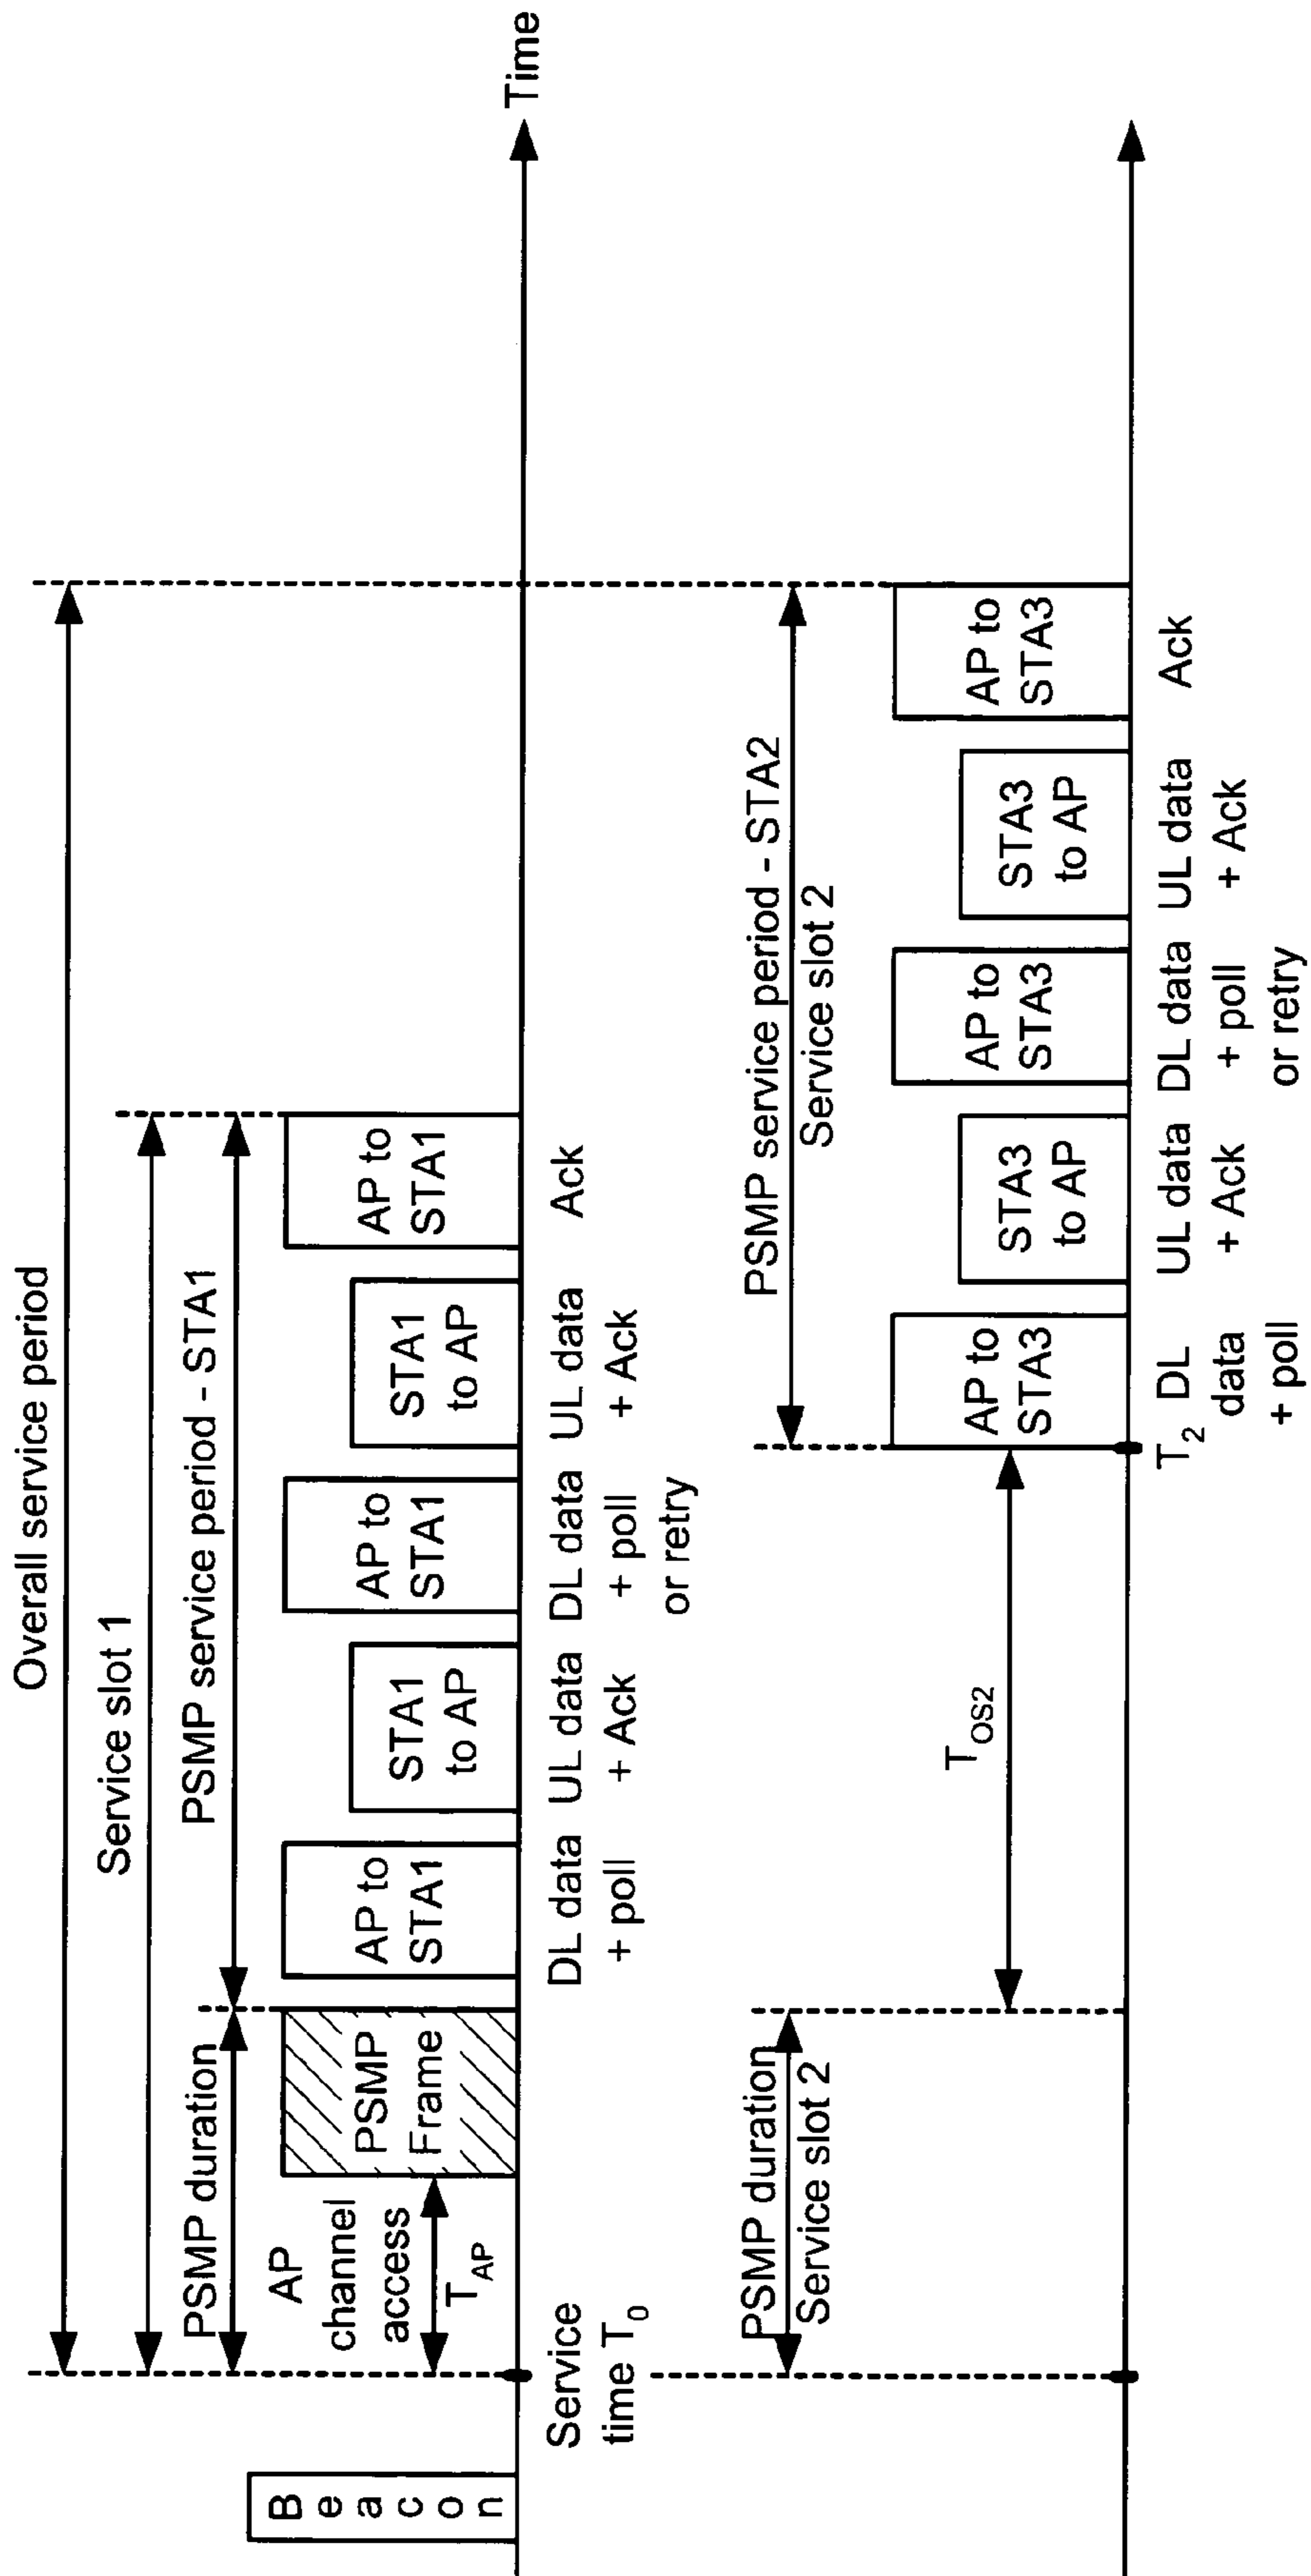 Overall service period
Service slot 1
PSMP duration
PSMP service period - STA1
B
e
a
c
o
n
AP
channel
access
T_AP
PSMP
Frame
AP to
STA1
STA1
to AP
AP to
STA1
STA1
to AP
AP to
STA1
Time
Service
time T_0
DL data
+ poll
UL data
+ Ack
DL data
+ poll
or retry
UL data
+ Ack
Ack
PSMP duration
Service slot 2
T_OS2
PSMP service period - STA2
Service slot 2
AP to
STA3
STA3
to AP
AP to
STA3
STA3
to AP
AP to
STA3
T_2
DL
data
+ poll
UL data
+ Ack
DL data
+ poll
or retry
UL data
+ Ack
Ack